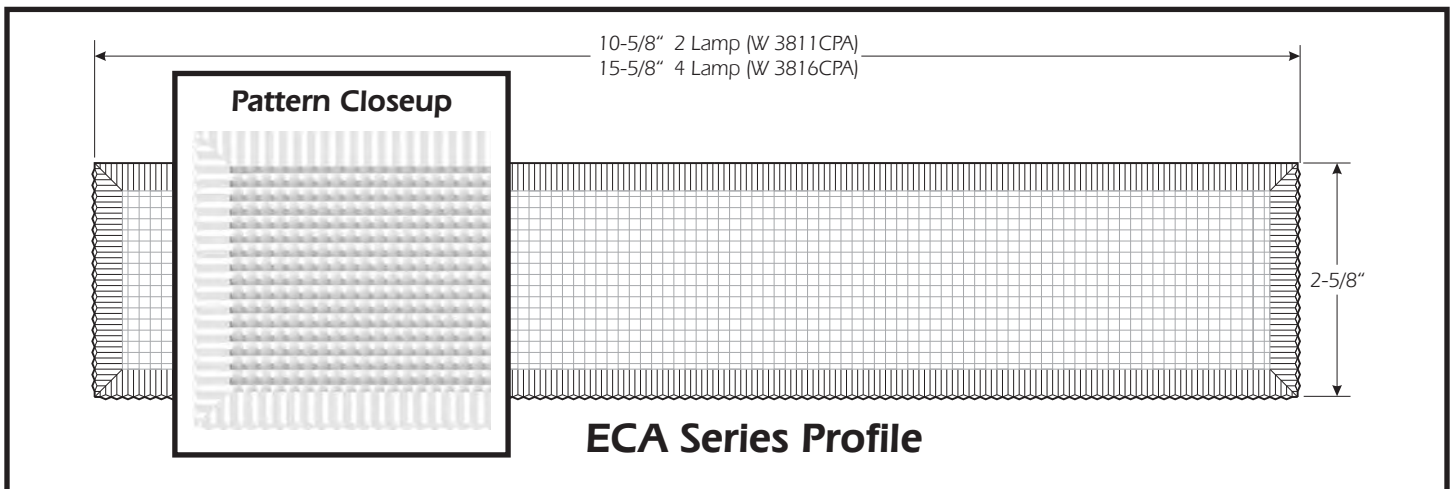 10-5/8“ 2 Lamp (W 3811CPA)
15-5/8“ 4 Lamp (W 3816CPA)
Pattern Closeup
2-5/8“
ECA Series Profile